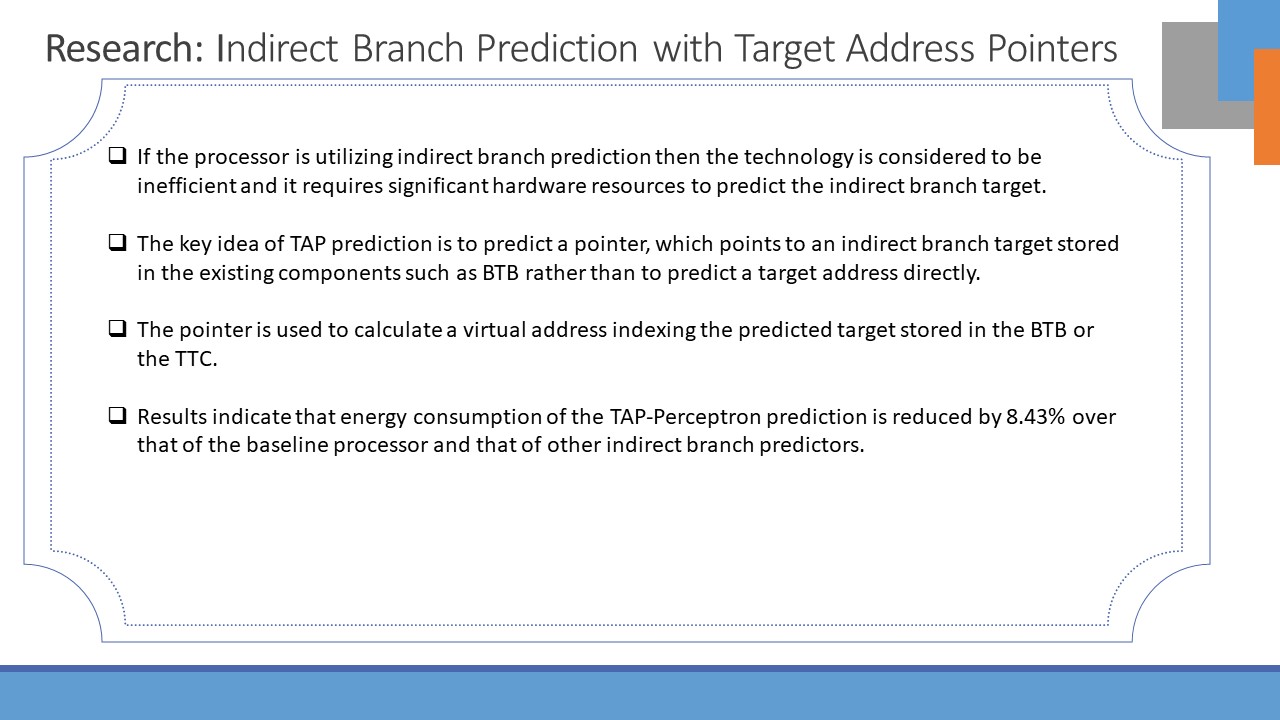 Research: Indirect Branch Prediction with Target Address Pointers
❑ If the processor is utilizing indirect branch prediction then the technology is considered to be
inefficient and it requires significant hardware resources to predict the indirect branch target.
❑ The key idea of TAP prediction is to predict a pointer, which points to an indirect branch target stored
in the existing components such as BTB rather than to predict a target address directly.
❑ The pointer is used to calculate a virtual address indexing the predicted target stored in the BTB or
the TTC.
❑ Results indicate that energy consumption of the TAP-Perceptron prediction is reduced by 8.43% over
that of the baseline processor and that of other indirect branch predictors.